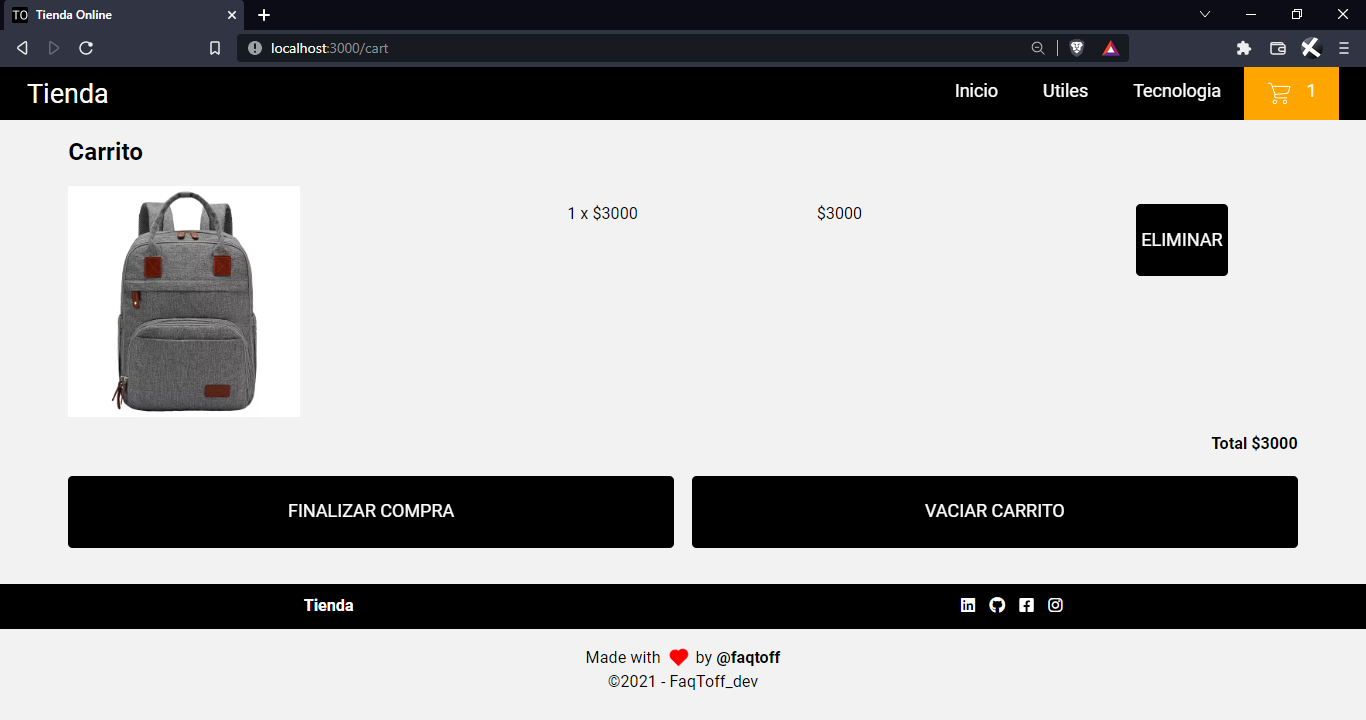 TO Tienda Online
localhost:3000/cart
Tienda
Inicio Utiles Tecnologia 1
Carrito
1 x $3000 $3000 ELIMINAR
Total $3000
FINALIZAR COMPRA VACIAR CARRITO
Tienda
Made with by @faqtoff
©2021 - FaqToff_dev